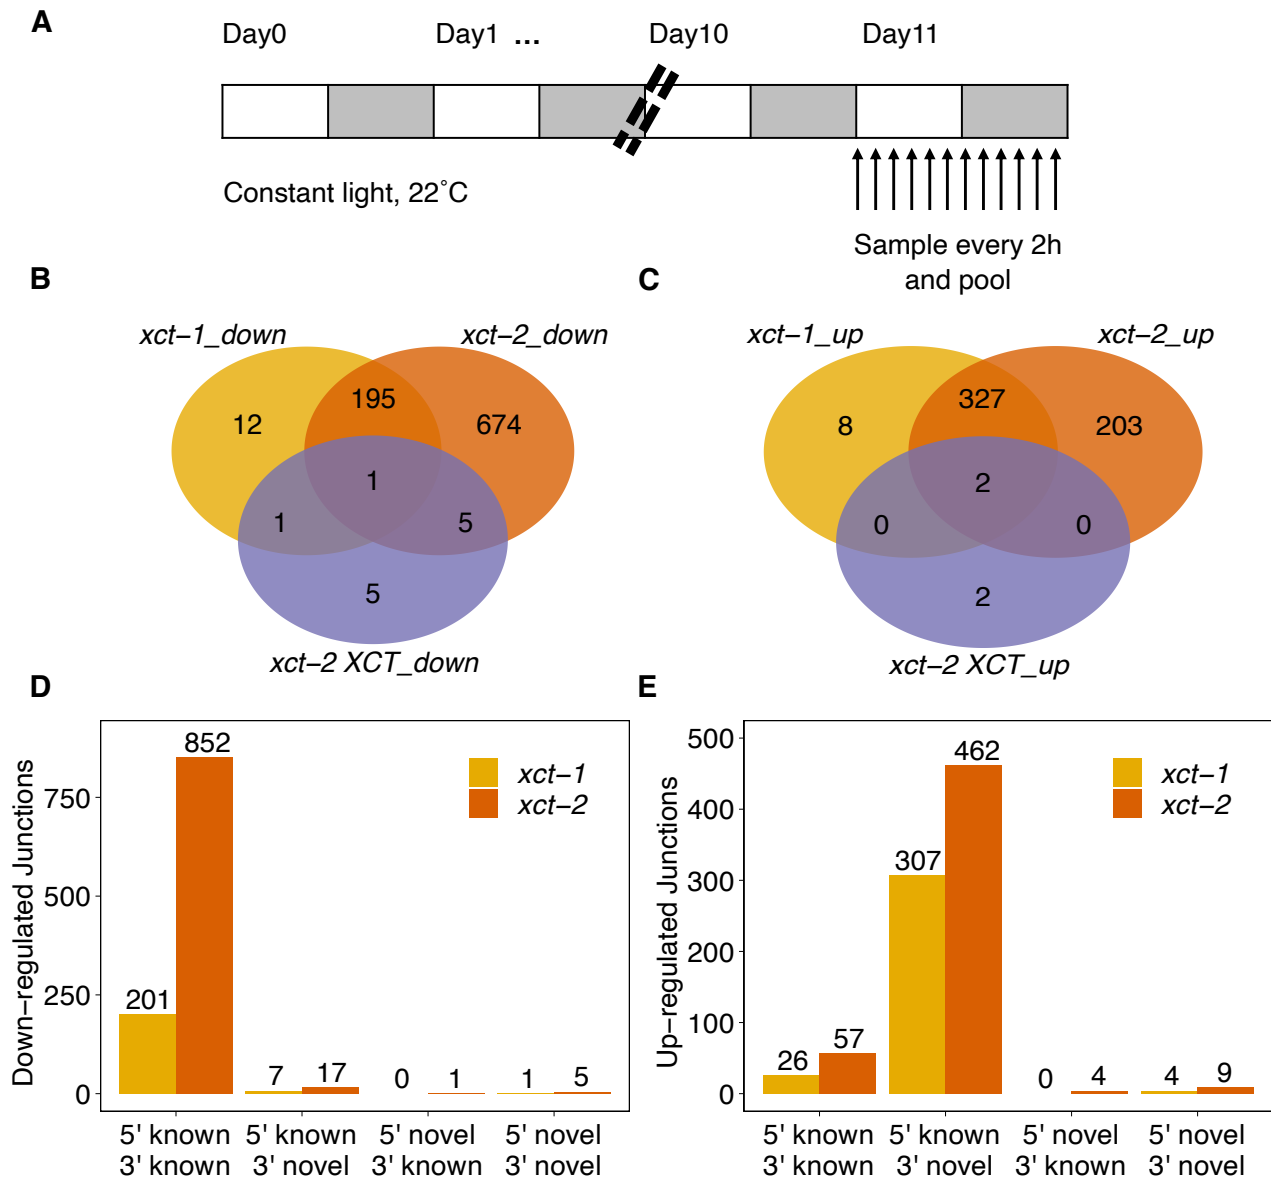 A
Day0 Day1 ... Day10 Day11
Constant light, 22˚C
Sample every 2h
and pool
B
xct−1_down xct−2_down
195
12 674
1
1 5
5
xct−2 XCT_down
C
xct−1_up xct−2_up
327
8 203
2
0 0
2
xct−2 XCT_up
D
Down−regulated Junctions
750
500
250
0
852
201
7 17
0 1
1 5
xct−1
xct−2
5' known 5' known 5' novel 5' novel
3' known 3' novel 3' known 3' novel
E
Up−regulated Junctions
500
400
300
200
100
0
26 57
307 462
0 4
4 9
xct−1
xct−2
5' known 5' known 5' novel 5' novel
3' known 3' novel 3' known 3' novel